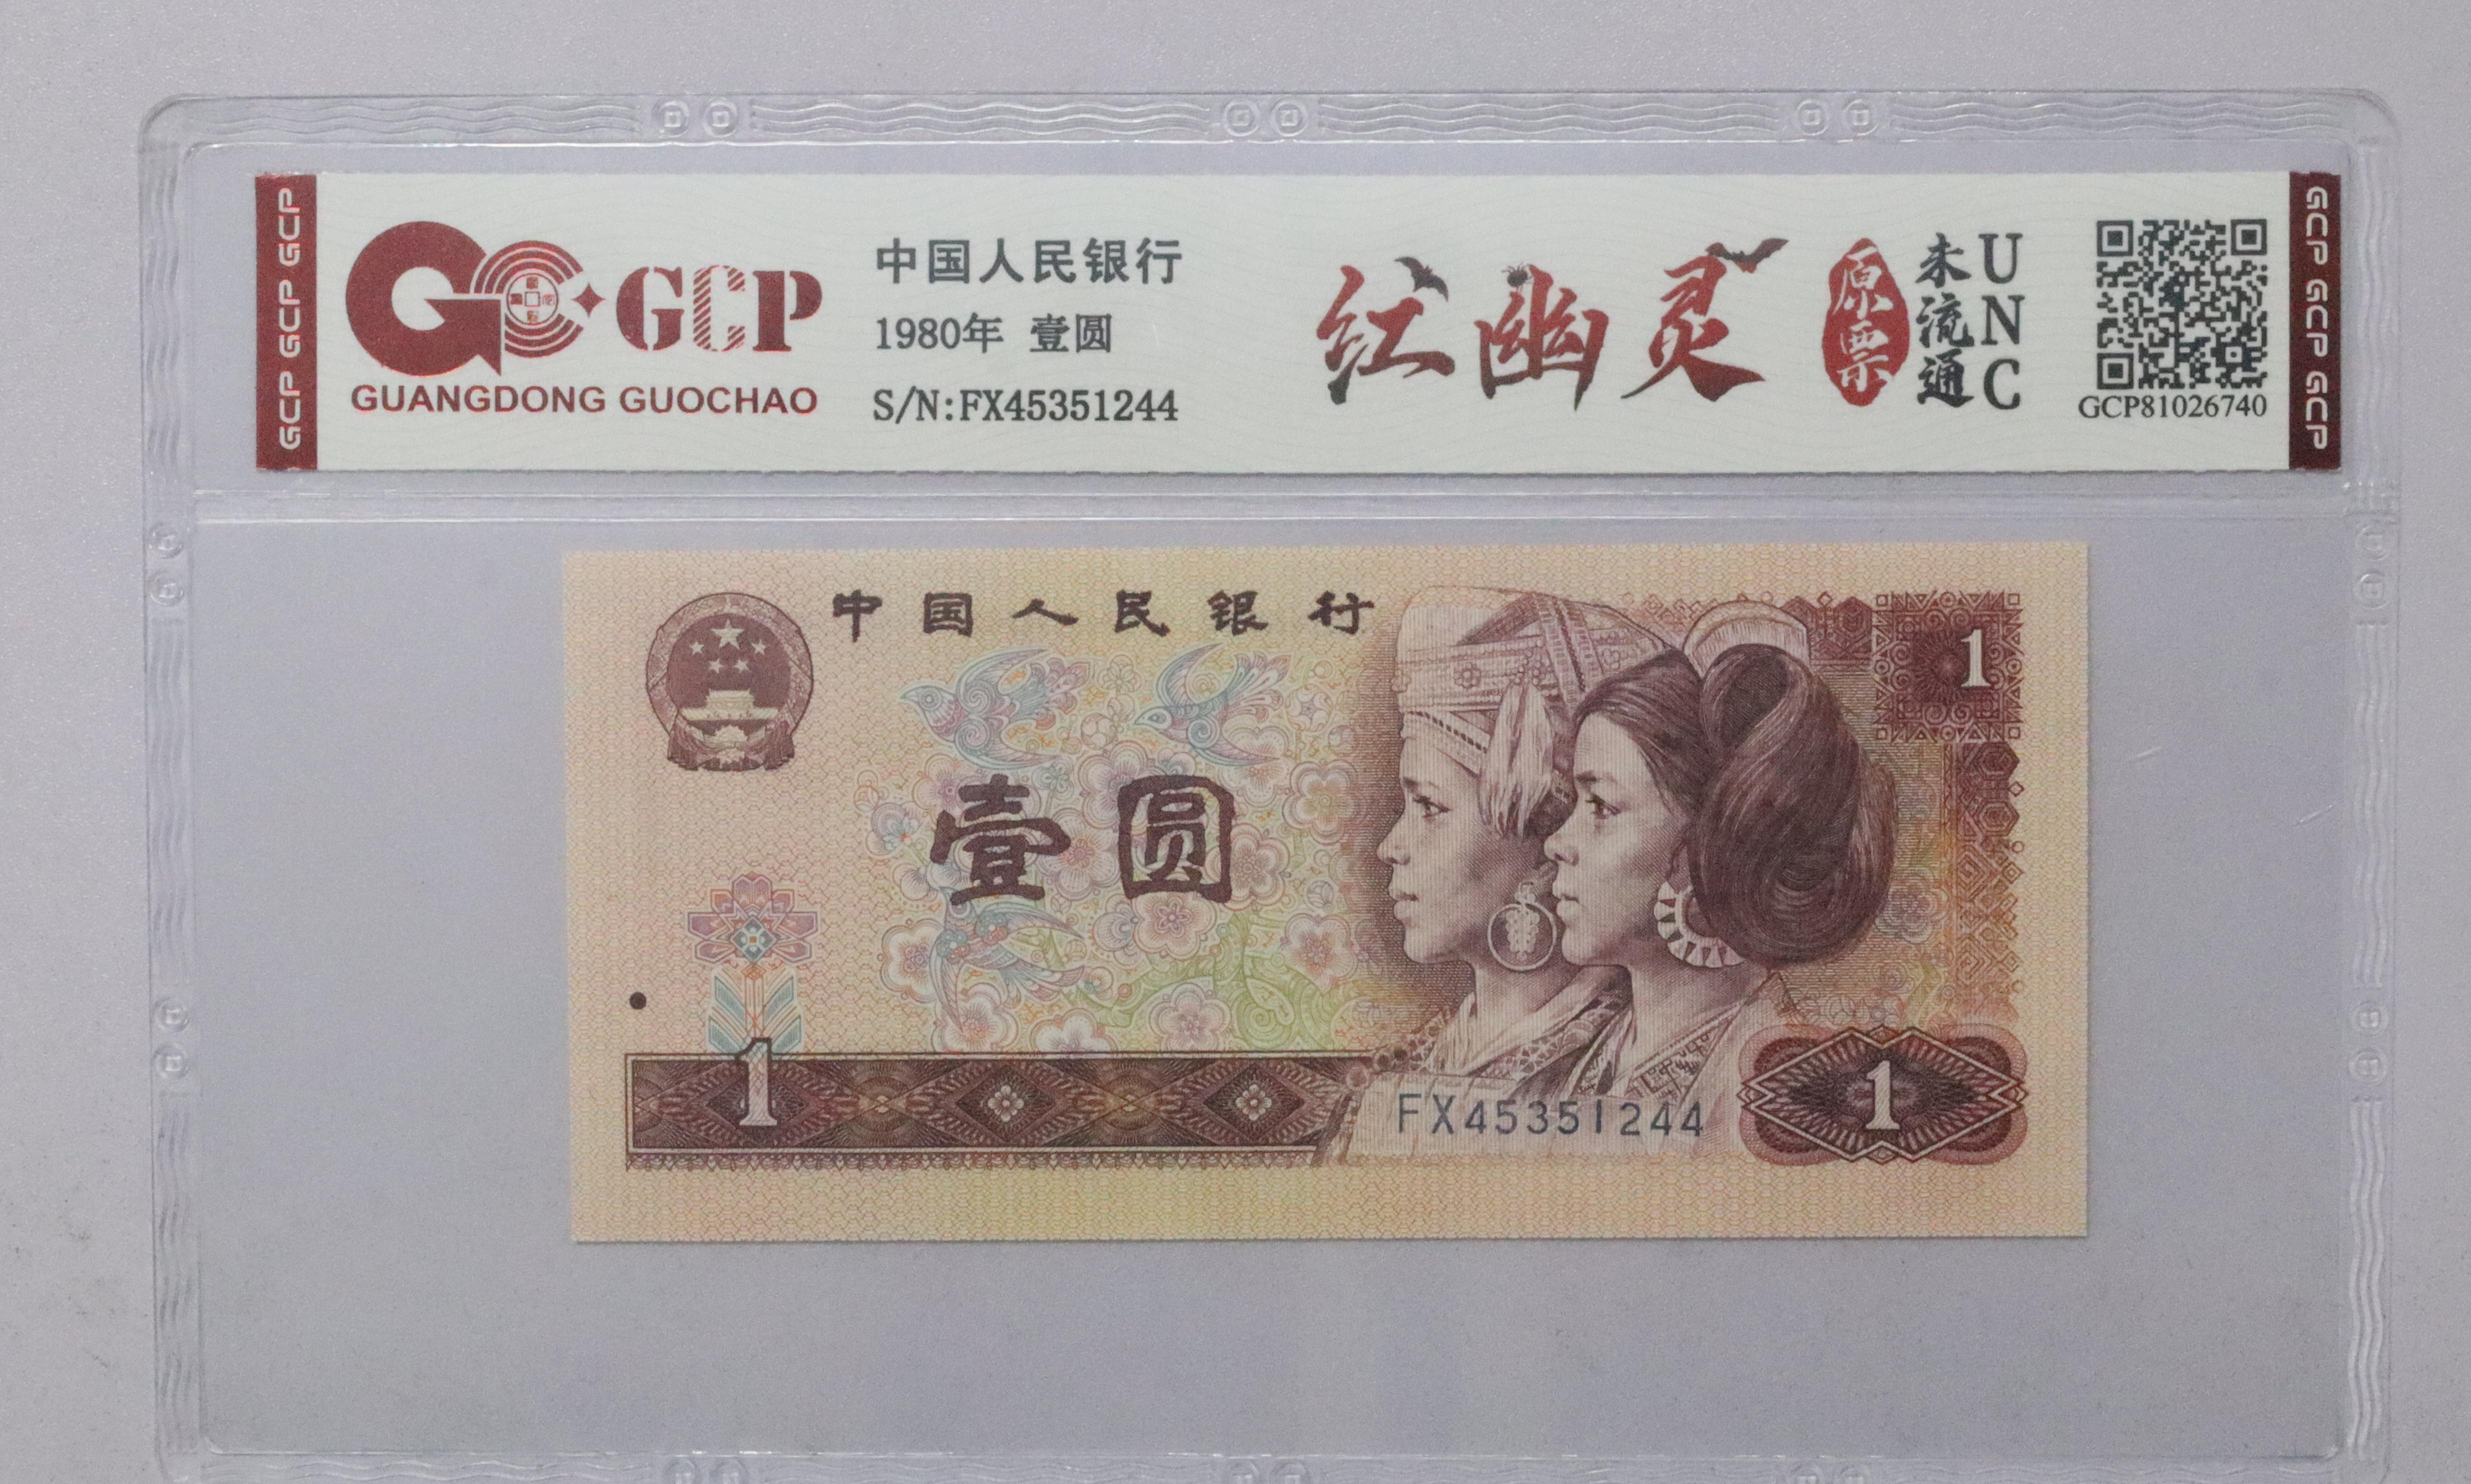 GCP GCP GCP
GCP
GUANGDONG GUOCHAO
中国人民银行
1980年 壹圆
S/N:FX45351244
红幽灵
原票
未流通
UNC
GCP81026740
GCP GCP GCP
中国人民银行
1
壹圆
1
FX45351244
1